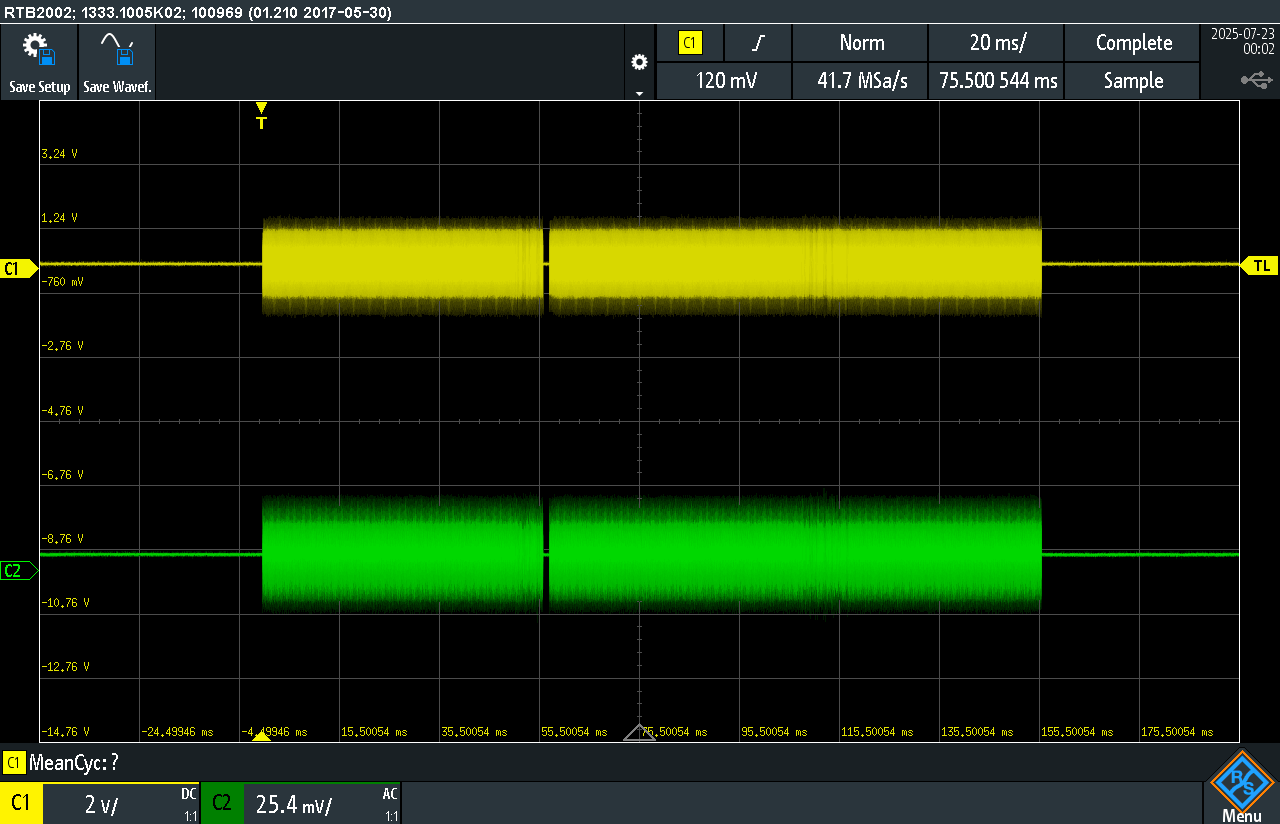 RTB2002; 1333.1005K02; 100969 (01.210 2017-05-30)
Save Setup
Save Wavef.
C1
Norm
20 ms/
Complete
2025-07-23
00:02
120 mV
41.7 MSa/s
75.500 544 ms
Sample
T
3.24 V
1.24 V
C1
TL
-760 mV
-2.76 V
-4.76 V
-6.76 V
-8.76 V
C2
-10.76 V
-12.76 V
-14.76 V
-24.49946 ms
-4.49946 ms
15.50054 ms
35.50054 ms
55.50054 ms
75.50054 ms
95.50054 ms
115.50054 ms
135.50054 ms
155.50054 ms
175.50054 ms
C1 MeanCyc: ?
C1
2 V/
DC
1:1
C2
25.4 mV/
AC
1:1
R S
Menu